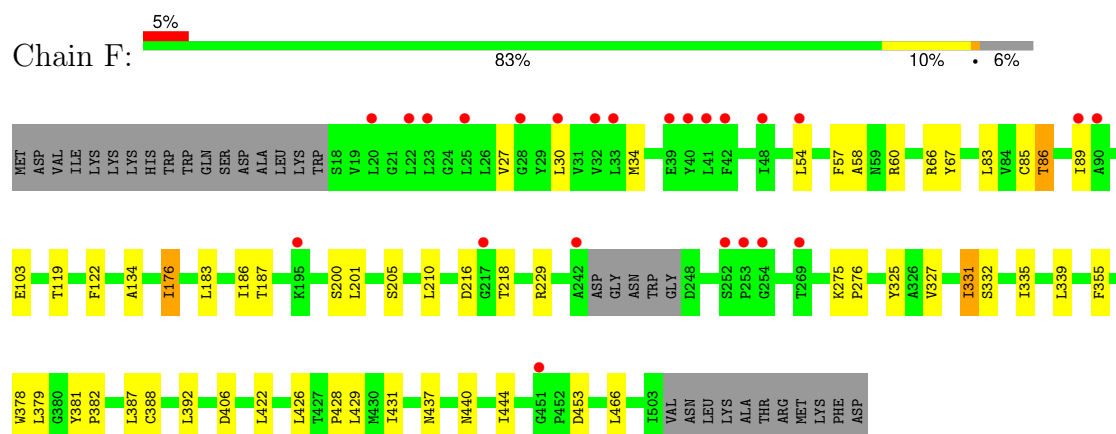 5%
Chain F:
83% 10% • 6%
MET ASP VAL ILE LYS LYS LYS HIS TRP TRP GLN SER ASP ALA LEU LYS TRP S18 V19 L20 G21 L22 L23 G24 L25 L26 V27 G28 Y29 L30 V31 V32 L33 M34 E39 Y40 L41 F42 I48 L54 F57 A58 N59 R60 R66 Y67 L83 V84 C85 T86 I89 A90
E103 T119 F122 A134 I176 L183 I186 T187 K195 S200 L201 S205 L210 D216 G217 T218 R229 A242 ASP GLY ASN TRP GLY D248 S252 P253 G254 T269 K275 P276 Y325 A326 V327 I331 S332 I335 L339 F355
W378 L379 G380 Y381 P382 L387 C388 L392 D406 L422 L426 T427 P428 L429 M430 I431 N437 N440 I444 G451 P452 D453 L466 I503 VAL ASN LEU LYS ALA THR ARG MET LYS PHE ASP